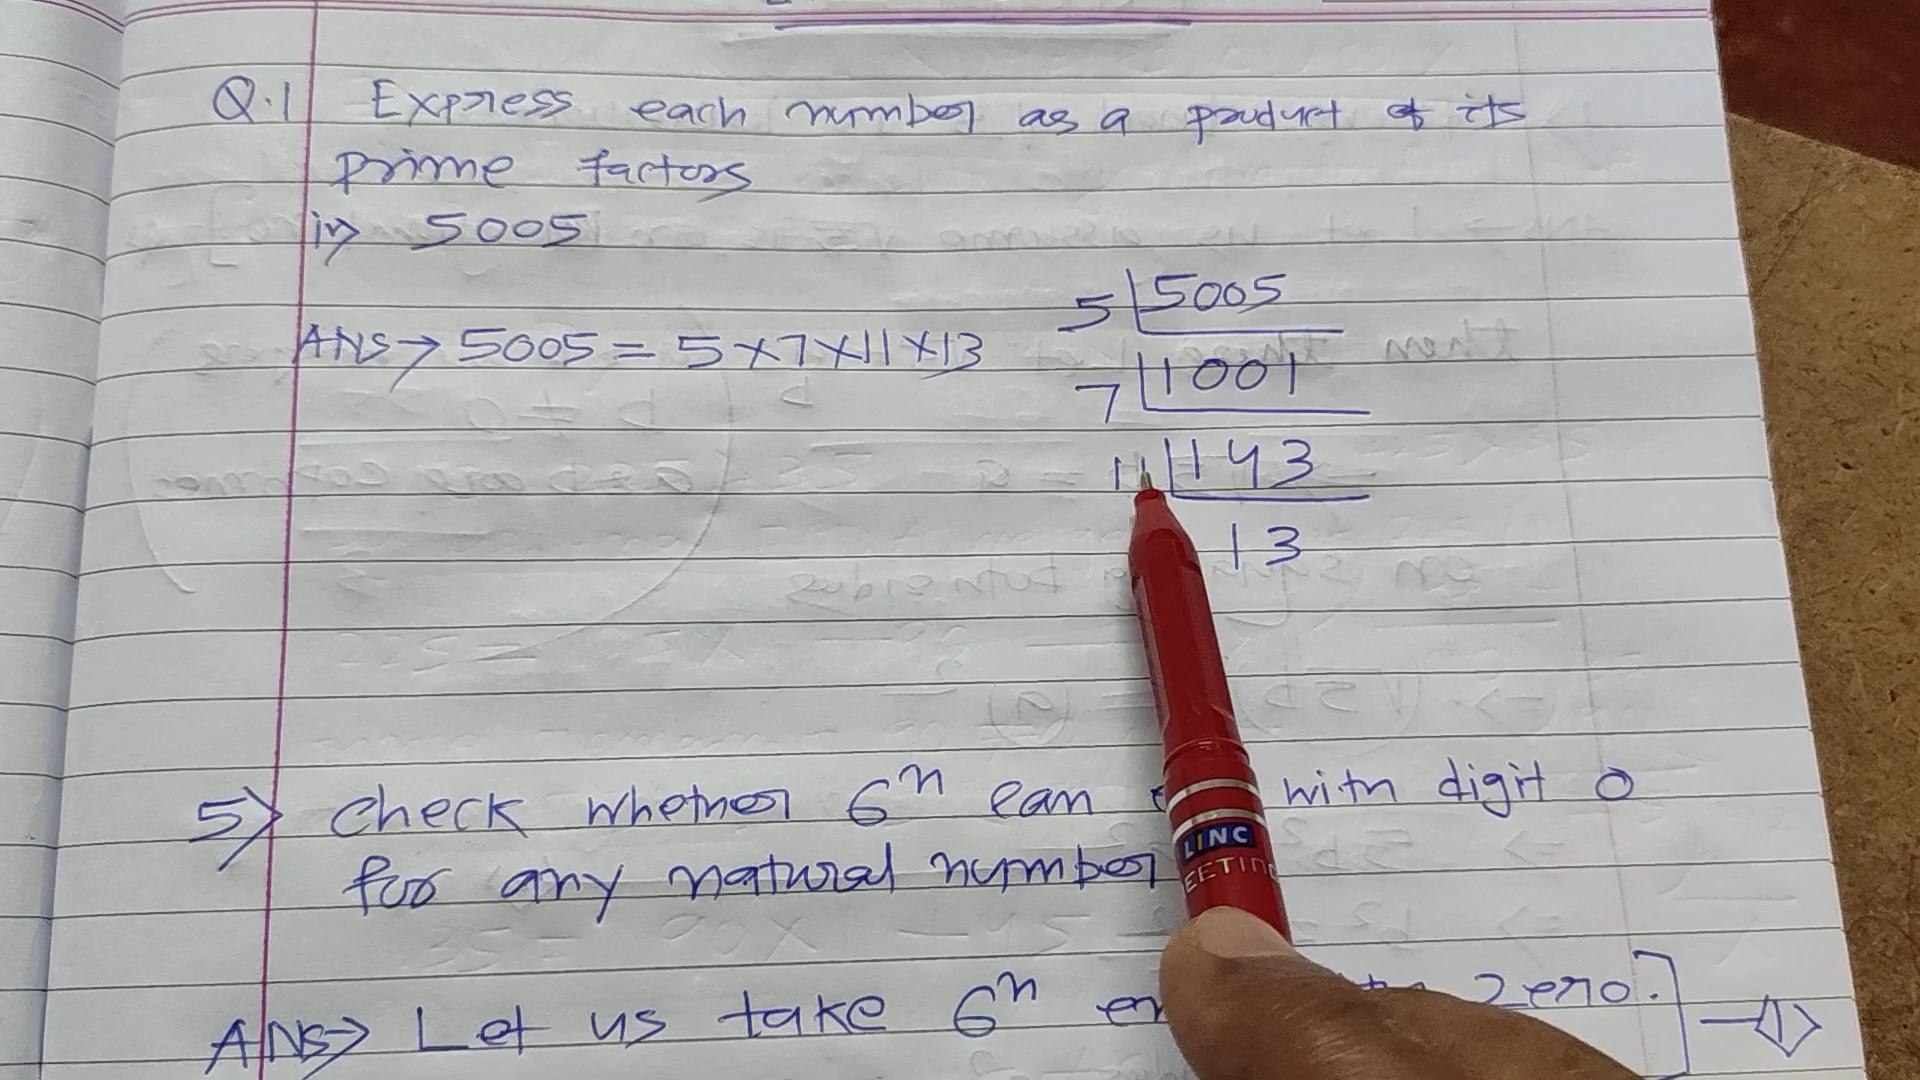 Q.1 Express each number as a product of its
prime factors
iv> 5005
ANS→ 5005 = 5×7×11×13
5 5005
7 1001
11 143
13
5> Check whether 6ⁿ can with digit 0
for any natural number
ANS→ Let us take 6ⁿ zero.
LINC